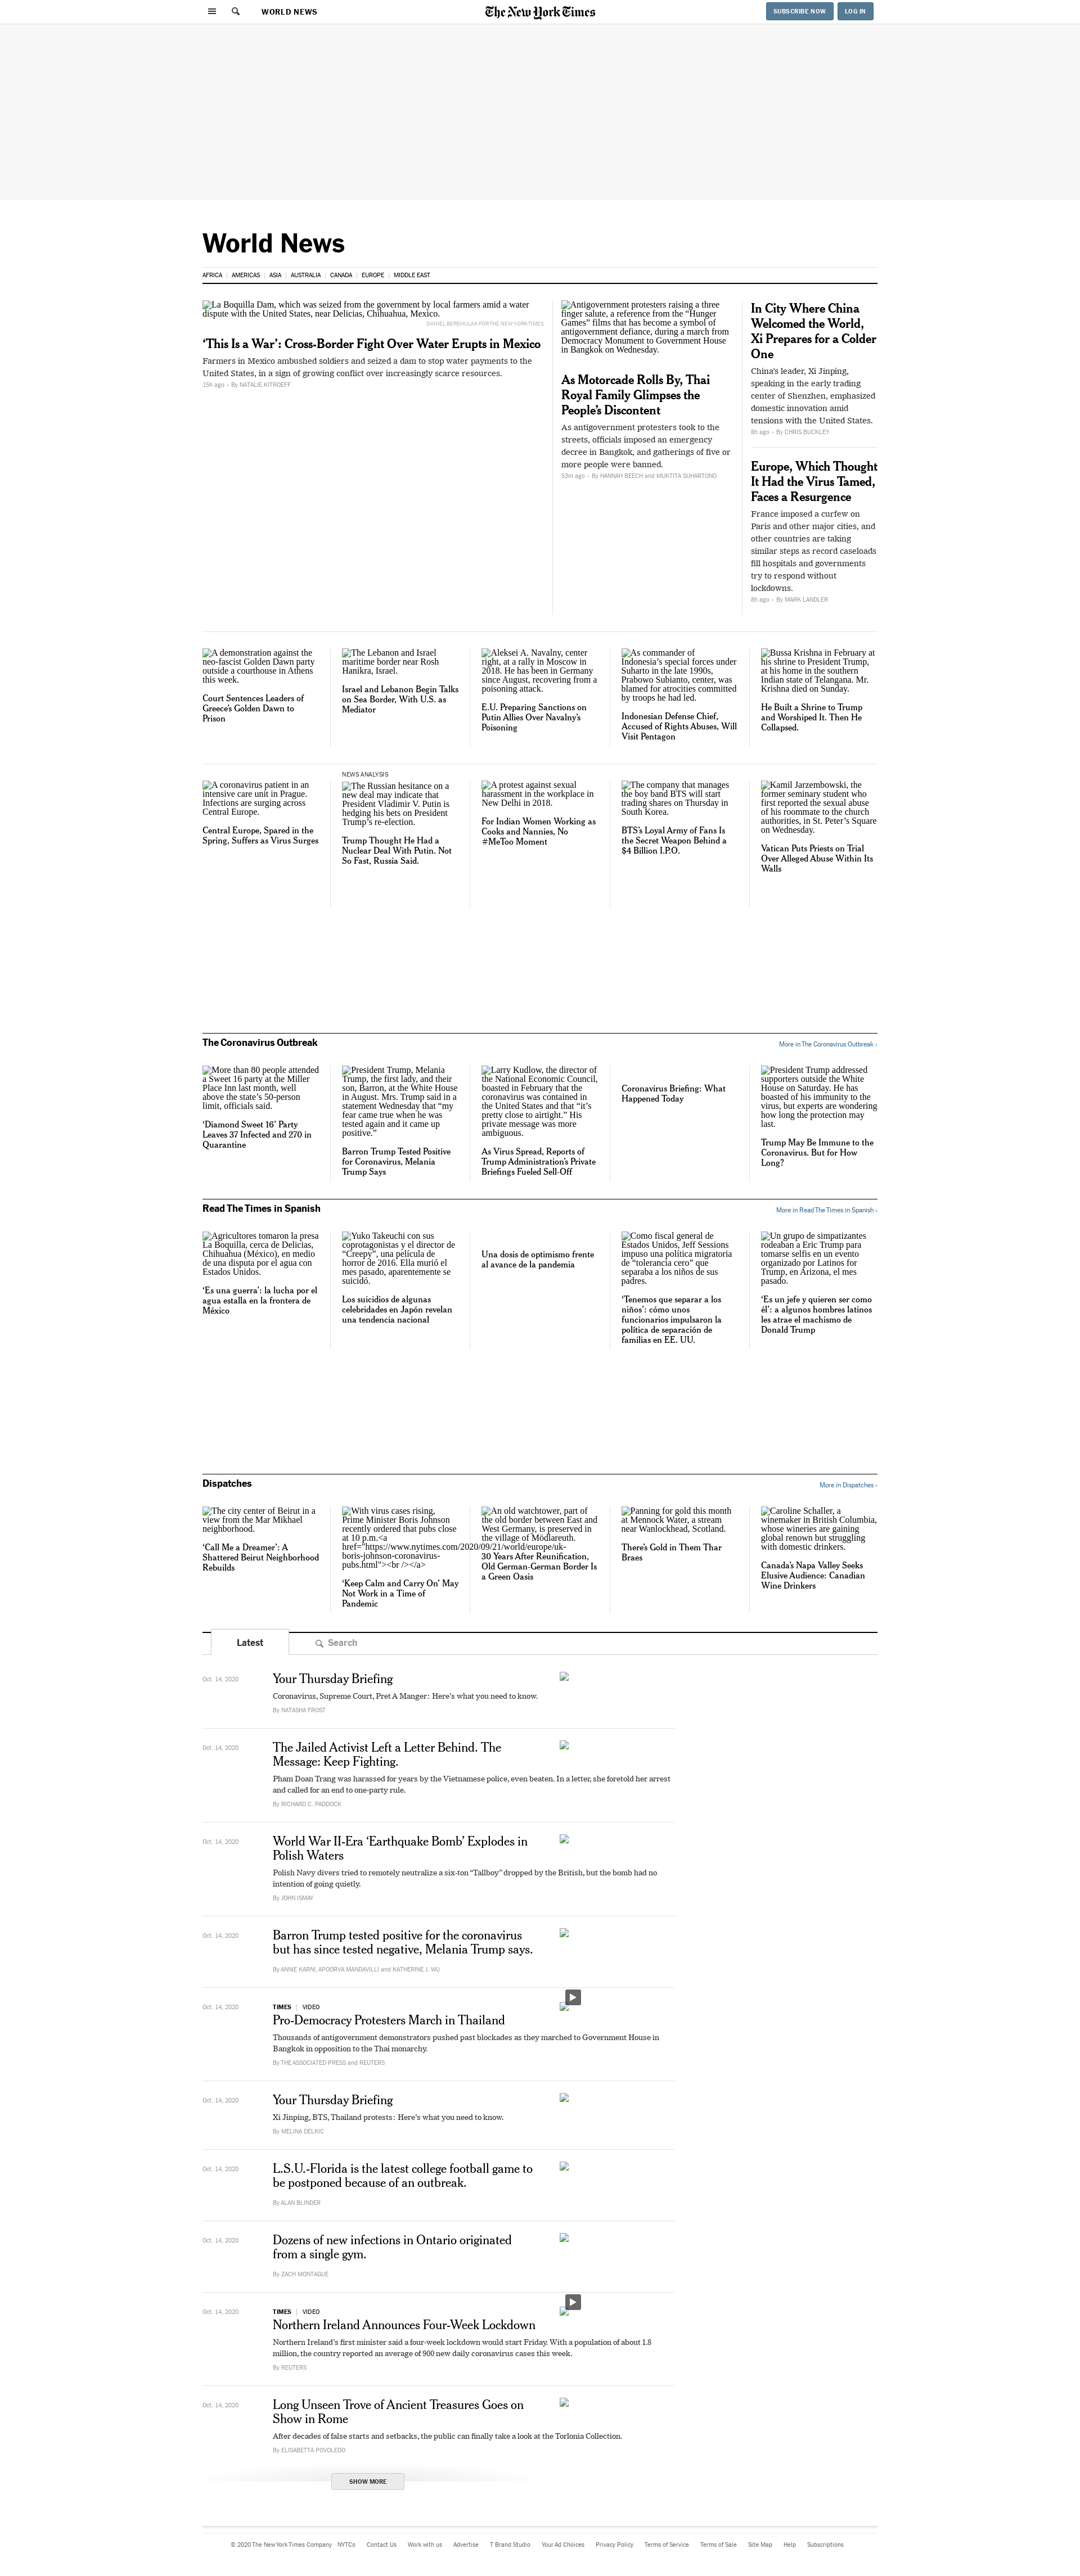 WORLD NEWS
The New York Times
SUBSCRIBE NOW
LOG IN
World News
AFRICA | AMERICAS | ASIA | AUSTRALIA | CANADA | EUROPE | MIDDLE EAST
La Boquilla Dam, which was seized from the government by local farmers amid a water
dispute with the United States, near Delicias, Chihuahua, Mexico.
DANIEL BEREHULAK FOR THE NEW YORK TIMES
‘This Is a War’: Cross-Border Fight Over Water Erupts in Mexico
Farmers in Mexico ambushed soldiers and seized a dam to stop water payments to the
United States, in a sign of growing conflict over increasingly scarce resources.
15h ago • By NATALIE KITROEFF
Antigovernment protesters raising a three
finger salute, a reference from the “Hunger
Games” films that has become a symbol of
antigovernment defiance, during a march from
Democracy Monument to Government House
in Bangkok on Wednesday.
As Motorcade Rolls By, Thai
Royal Family Glimpses the
People’s Discontent
As antigovernment protesters took to the
streets, officials imposed an emergency
decree in Bangkok, and gatherings of five or
more people were banned.
53m ago • By HANNAH BEECH and MUKTITA SUHARTONO
In City Where China
Welcomed the World,
Xi Prepares for a Colder
One
China’s leader, Xi Jinping,
speaking in the early trading
center of Shenzhen, emphasized
domestic innovation amid
tensions with the United States.
8h ago • By CHRIS BUCKLEY
Europe, Which Thought
It Had the Virus Tamed,
Faces a Resurgence
France imposed a curfew on
Paris and other major cities, and
other countries are taking
similar steps as record caseloads
fill hospitals and governments
try to respond without
lockdowns.
8h ago • By MARK LANDLER
A demonstration against the
neo-fascist Golden Dawn party
outside a courthouse in Athens
this week.
Court Sentences Leaders of
Greece’s Golden Dawn to
Prison
The Lebanon and Israel
maritime border near Rosh
Hanikra, Israel.
Israel and Lebanon Begin Talks
on Sea Border, With U.S. as
Mediator
Aleksei A. Navalny, center
right, at a rally in Moscow in
2018. He has been in Germany
since August, recovering from a
poisoning attack.
E.U. Preparing Sanctions on
Putin Allies Over Navalny’s
Poisoning
As commander of
Indonesia’s special forces under
Suharto in the late 1990s,
Prabowo Subianto, center, was
blamed for atrocities committed
by troops he had led.
Indonesian Defense Chief,
Accused of Rights Abuses, Will
Visit Pentagon
Bussa Krishna in February at
his shrine to President Trump,
at his home in the southern
Indian state of Telangana. Mr.
Krishna died on Sunday.
He Built a Shrine to Trump
and Worshiped It. Then He
Collapsed.
A coronavirus patient in an
intensive care unit in Prague.
Infections are surging across
Central Europe.
Central Europe, Spared in the
Spring, Suffers as Virus Surges
NEWS ANALYSIS
The Russian hesitance on a
new deal may indicate that
President Vladimir V. Putin is
hedging his bets on President
Trump’s re-election.
Trump Thought He Had a
Nuclear Deal With Putin. Not
So Fast, Russia Said.
A protest against sexual
harassment in the workplace in
New Delhi in 2018.
For Indian Women Working as
Cooks and Nannies, No
#MeToo Moment
The company that manages
the boy band BTS will start
trading shares on Thursday in
South Korea.
BTS’s Loyal Army of Fans Is
the Secret Weapon Behind a
$4 Billion I.P.O.
Kamil Jarzembowski, the
former seminary student who
first reported the sexual abuse
of his roommate to the church
authorities, in St. Peter’s Square
on Wednesday.
Vatican Puts Priests on Trial
Over Alleged Abuse Within Its
Walls
The Coronavirus Outbreak
More in The Coronavirus Outbreak ›
More than 80 people attended
a Sweet 16 party at the Miller
Place Inn last month, well
above the state’s 50-person
limit, officials said.
‘Diamond Sweet 16’ Party
Leaves 37 Infected and 270 in
Quarantine
President Trump, Melania
Trump, the first lady, and their
son, Barron, at the White House
in August. Mrs. Trump said in a
statement Wednesday that “my
fear came true when he was
tested again and it came up
positive.”
Barron Trump Tested Positive
for Coronavirus, Melania
Trump Says
Larry Kudlow, the director of
the National Economic Council,
boasted in February that the
coronavirus was contained in
the United States and that “it’s
pretty close to airtight.” His
private message was more
ambiguous.
As Virus Spread, Reports of
Trump Administration’s Private
Briefings Fueled Sell-Off
Coronavirus Briefing: What
Happened Today
President Trump addressed
supporters outside the White
House on Saturday. He has
boasted of his immunity to the
virus, but experts are wondering
how long the protection may
last.
Trump May Be Immune to the
Coronavirus. But for How
Long?
Read The Times in Spanish
More in Read The Times in Spanish ›
Agricultores tomaron la presa
La Boquilla, cerca de Delicias,
Chihuahua (México), en medio
de una disputa por el agua con
Estados Unidos.
‘Es una guerra’: la lucha por el
agua estalla en la frontera de
México
Yuko Takeuchi con sus
coprotagonistas y el director de
“Creepy”, una película de
horror de 2016. Ella murió el
mes pasado, aparentemente se
suicidó.
Los suicidios de algunas
celebridades en Japón revelan
una tendencia nacional
Una dosis de optimismo frente
al avance de la pandemia
Como fiscal general de
Estados Unidos, Jeff Sessions
impuso una política migratoria
de “tolerancia cero” que
separaba a los niños de sus
padres.
‘Tenemos que separar a los
niños’: cómo unos
funcionarios impulsaron la
política de separación de
familias en EE. UU.
Un grupo de simpatizantes
rodeaban a Eric Trump para
tomarse selfis en un evento
organizado por Latinos for
Trump, en Arizona, el mes
pasado.
‘Es un jefe y quieren ser como
él’: a algunos hombres latinos
les atrae el machismo de
Donald Trump
Dispatches
More in Dispatches ›
The city center of Beirut in a
view from the Mar Mikhael
neighborhood.
‘Call Me a Dreamer’: A
Shattered Beirut Neighborhood
Rebuilds
With virus cases rising,
Prime Minister Boris Johnson
recently ordered that pubs close
at 10 p.m.<a
href="https://www.nytimes.com/2020/09/21/world/europe/uk-
boris-johnson-coronavirus-
pubs.html"><br /></a>
‘Keep Calm and Carry On’ May
Not Work in a Time of
Pandemic
An old watchtower, part of
the old border between East and
West Germany, is preserved in
the village of Mödlareuth.
30 Years After Reunification,
Old German-German Border Is
a Green Oasis
Panning for gold this month
at Mennock Water, a stream
near Wanlockhead, Scotland.
There’s Gold in Them Thar
Braes
Caroline Schaller, a
winemaker in British Columbia,
whose wineries are gaining
global renown but struggling
with domestic drinkers.
Canada’s Napa Valley Seeks
Elusive Audience: Canadian
Wine Drinkers
Latest
Search
Oct. 14, 2020
Your Thursday Briefing
Coronavirus, Supreme Court, Pret A Manger: Here’s what you need to know.
By NATASHA FROST
Oct. 14, 2020
The Jailed Activist Left a Letter Behind. The
Message: Keep Fighting.
Pham Doan Trang was harassed for years by the Vietnamese police, even beaten. In a letter, she foretold her arrest
and called for an end to one-party rule.
By RICHARD C. PADDOCK
Oct. 14, 2020
World War II-Era ‘Earthquake Bomb’ Explodes in
Polish Waters
Polish Navy divers tried to remotely neutralize a six-ton “Tallboy” dropped by the British, but the bomb had no
intention of going quietly.
By JOHN ISMAY
Oct. 14, 2020
Barron Trump tested positive for the coronavirus
but has since tested negative, Melania Trump says.
By ANNIE KARNI, APOORVA MANDAVILLI and KATHERINE J. WU
Oct. 14, 2020
TIMES | VIDEO
Pro-Democracy Protesters March in Thailand
Thousands of antigovernment demonstrators pushed past blockades as they marched to Government House in
Bangkok in opposition to the Thai monarchy.
By THE ASSOCIATED PRESS and REUTERS
Oct. 14, 2020
Your Thursday Briefing
Xi Jinping, BTS, Thailand protests: Here’s what you need to know.
By MELINA DELKIC
Oct. 14, 2020
L.S.U.-Florida is the latest college football game to
be postponed because of an outbreak.
By ALAN BLINDER
Oct. 14, 2020
Dozens of new infections in Ontario originated
from a single gym.
By ZACH MONTAGUE
Oct. 14, 2020
TIMES | VIDEO
Northern Ireland Announces Four-Week Lockdown
Northern Ireland’s first minister said a four-week lockdown would start Friday. With a population of about 1.8
million, the country reported an average of 900 new daily coronavirus cases this week.
By REUTERS
Oct. 14, 2020
Long Unseen Trove of Ancient Treasures Goes on
Show in Rome
After decades of false starts and setbacks, the public can finally take a look at the Torlonia Collection.
By ELISABETTA POVOLEDO
SHOW MORE
© 2020 The New York Times Company NYTCo Contact Us Work with us Advertise T Brand Studio Your Ad Choices Privacy Policy Terms of Service Terms of Sale Site Map Help Subscriptions